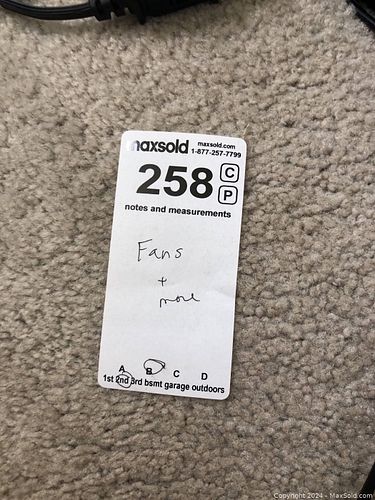 maxsold maxsold.com
1-877-257-7799
258 C
P
notes and measurements
Fans
+
more
A B C D
1st 2nd 3rd bsmt garage outdoors
Copyright 2024 - MaxSold.com